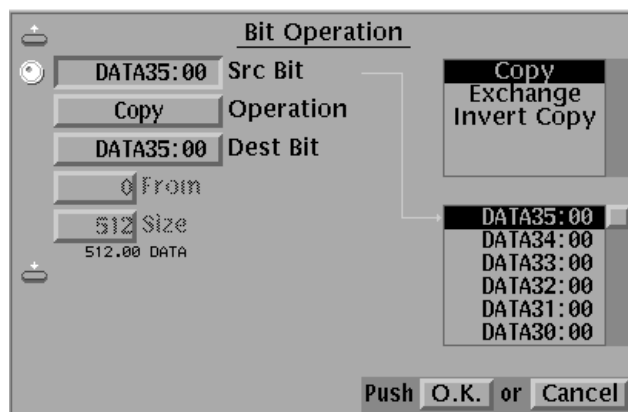 Bit Operation
DATA35:00 Src Bit
Copy Operation
DATA35:00 Dest Bit
0 From
512 Size
512.00 DATA
Copy
Exchange
Invert Copy
DATA35:00
DATA34:00
DATA33:00
DATA32:00
DATA31:00
DATA30:00
Push O.K. or Cancel